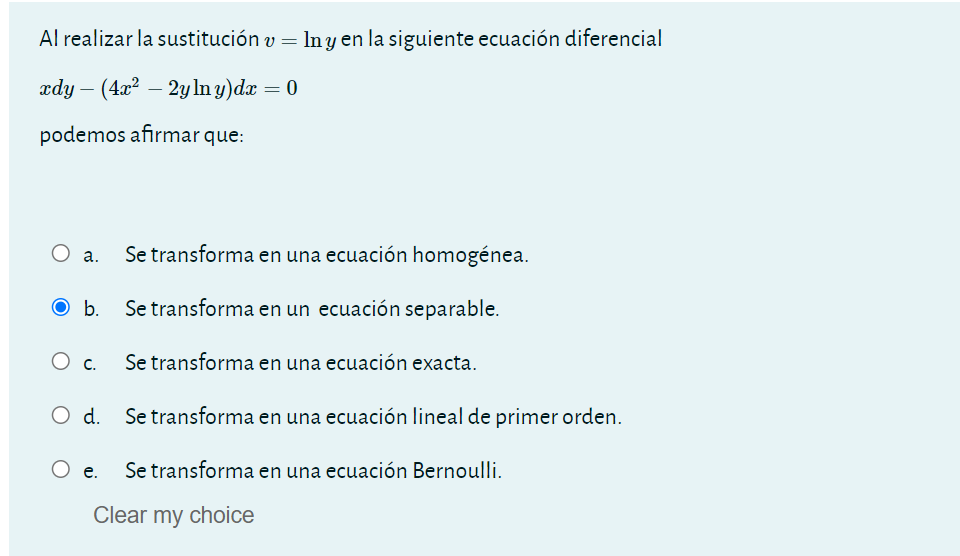 Al realizar la sustitución v = ln y en la siguiente ecuación diferencial
xdy − (4x² − 2y ln y)dx = 0
podemos afirmar que:
a. Se transforma en una ecuación homogénea.
b. Se transforma en un ecuación separable.
c. Se transforma en una ecuación exacta.
d. Se transforma en una ecuación lineal de primer orden.
e. Se transforma en una ecuación Bernoulli.
Clear my choice